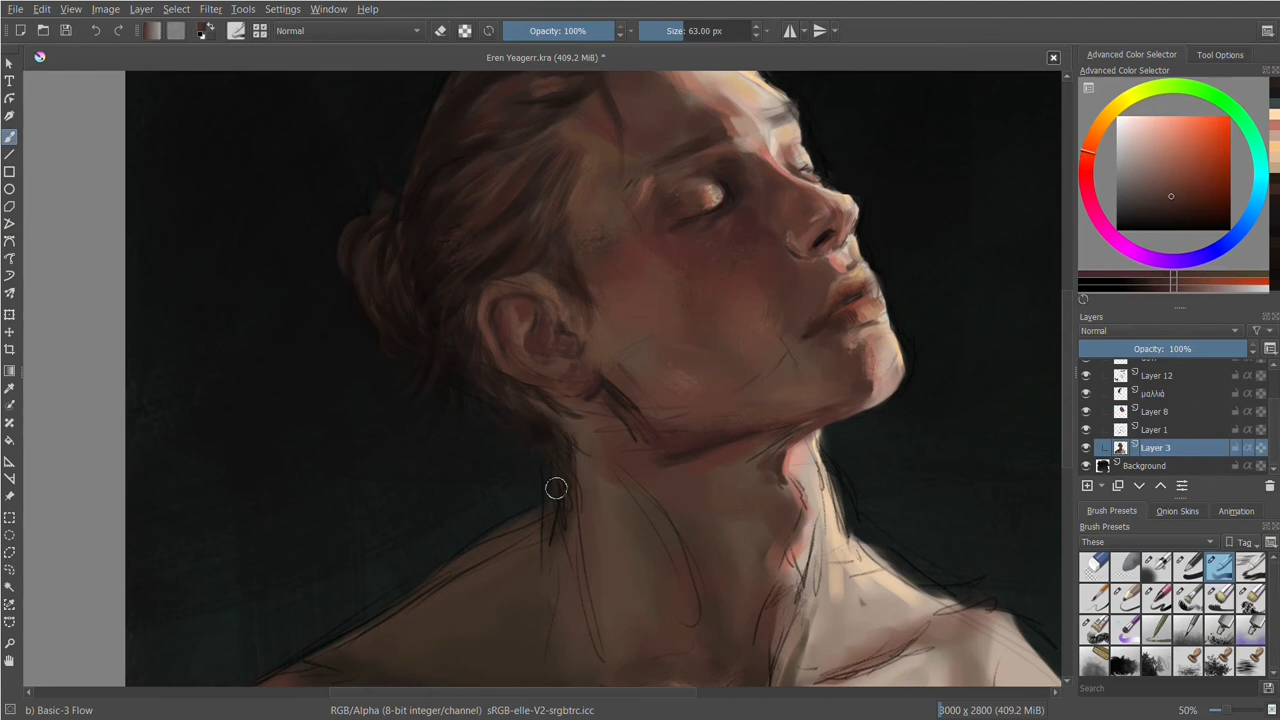 File Edit View Image Layer Select Filter Tools Settings Window Help
Normal
Opacity: 100%
Size: 63.00 px
Eren Yeagerr.kra (409.2 MiB) *
Advanced Color Selector
Tool Options
Advanced Color Selector
Layers
Normal
Opacity: 100%
Layer 12
μαλλιά
Layer 8
Layer 1
Layer 3
Background
Brush Presets
Onion Skins
Animation
Brush Presets
These
Tag
Search
b) Basic-3 Flow
RGB/Alpha (8-bit integer/channel) sRGB-elle-V2-srgbtrc.icc
3000 x 2800 (409.2 MiB)
50%